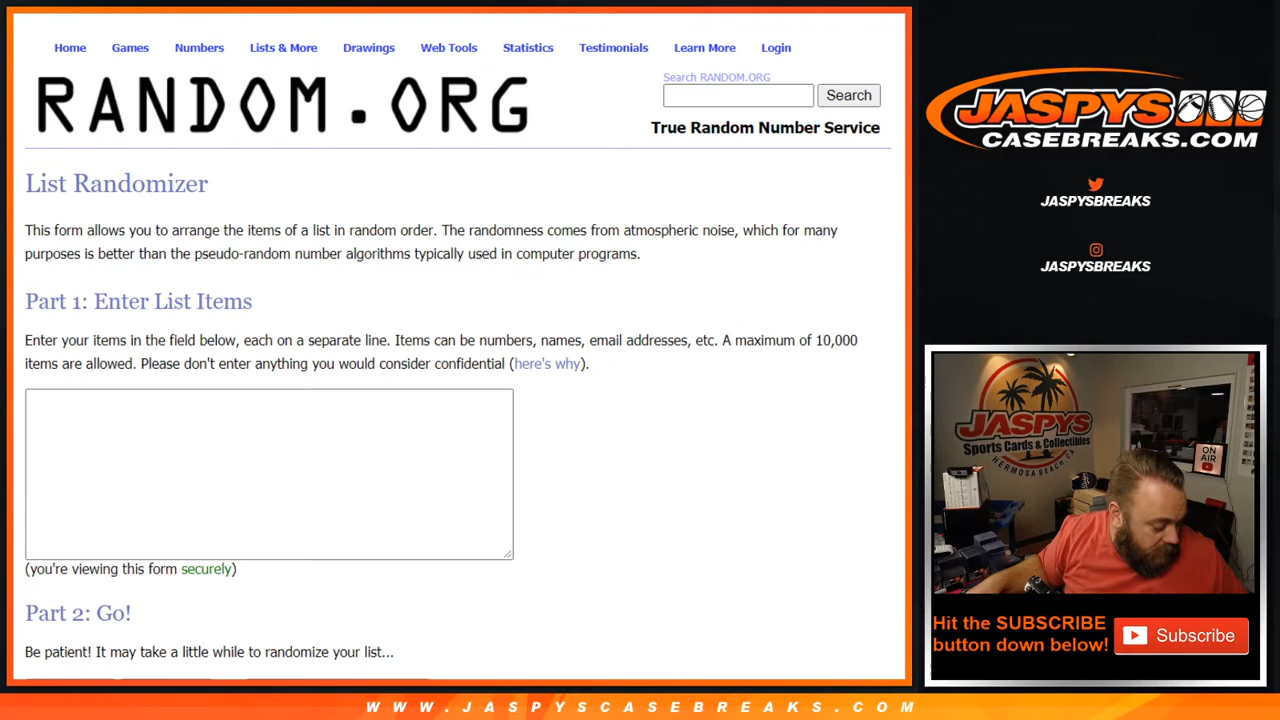 Home Games Numbers Lists & More Drawings Web Tools Statistics Testimonials Learn More Login
RANDOM.ORG
Search RANDOM.ORG
Search
True Random Number Service
List Randomizer
This form allows you to arrange the items of a list in random order. The randomness comes from atmospheric noise, which for many
purposes is better than the pseudo-random number algorithms typically used in computer programs.
Part 1: Enter List Items
Enter your items in the field below, each on a separate line. Items can be numbers, names, email addresses, etc. A maximum of 10,000
items are allowed. Please don't enter anything you would consider confidential (here's why).
(you're viewing this form securely)
Part 2: Go!
Be patient! It may take a little while to randomize your list...
JASPYS
CASEBREAKS.COM
JASPYSBREAKS
JASPYSBREAKS
JASPYS
Sports Cards & Collectibles
HERMOSA BEACH, CA
ON
AIR
Hit the SUBSCRIBE
button down below!
Subscribe
WWW.JASPYSCASEBREAKS.COM